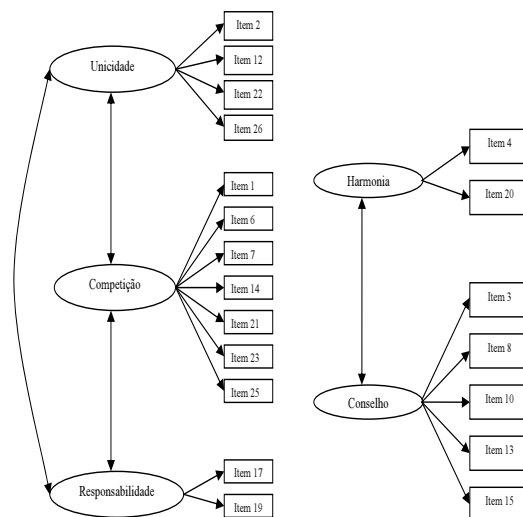 Unicidade
Item 2
Item 12
Item 22
Item 26
Competição
Item 1
Item 6
Item 7
Item 14
Item 21
Item 23
Item 25
Responsabilidade
Item 17
Item 19
Harmonia
Item 4
Item 20
Conselho
Item 3
Item 8
Item 10
Item 13
Item 15